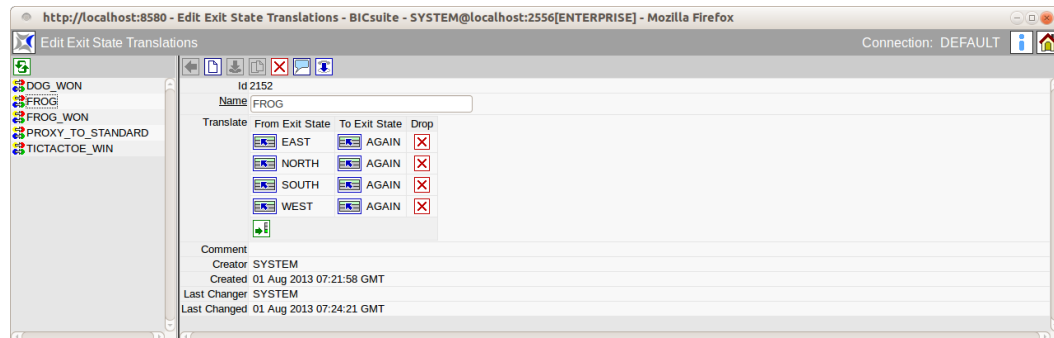 http://localhost:8580 - Edit Exit State Translations - BICsuite - SYSTEM@localhost:2556[ENTERPRISE] - Mozilla Firefox
Edit Exit State Translations Connection: DEFAULT
DOG_WON
FROG
FROG_WON
PROXY_TO_STANDARD
TICTACTOE_WIN
Id 2152
Name FROG
Translate From Exit State To Exit State Drop
EAST AGAIN
NORTH AGAIN
SOUTH AGAIN
WEST AGAIN
Comment
Creator SYSTEM
Created 01 Aug 2013 07:21:58 GMT
Last Changer SYSTEM
Last Changed 01 Aug 2013 07:24:21 GMT